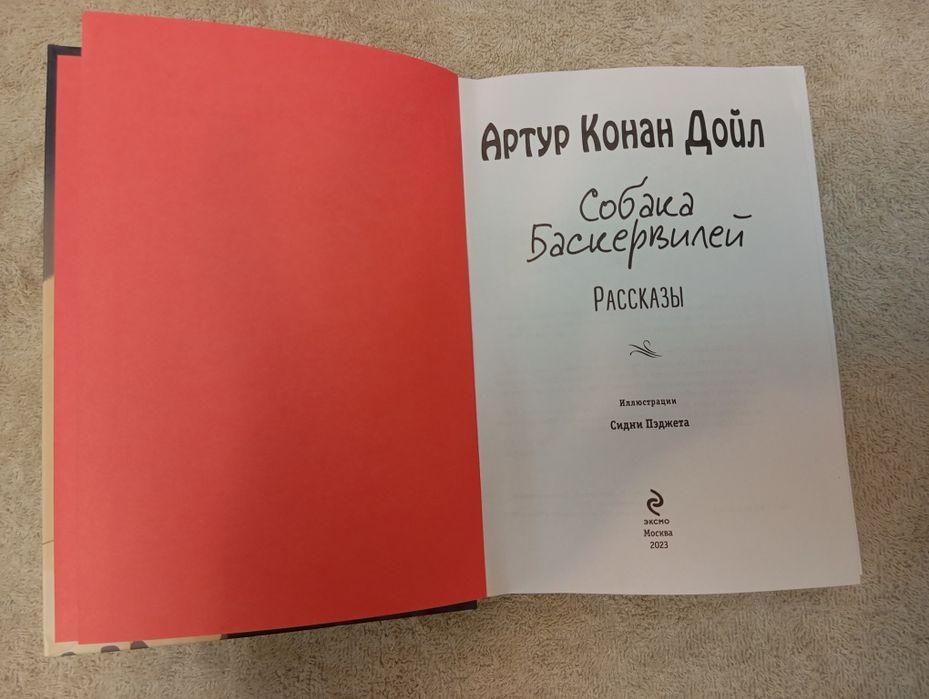 Артур Конан Дойл
Собака
Баскервилей
Рассказы
Иллюстрации
Сидни Пэджета
эксмо
Москва
2023